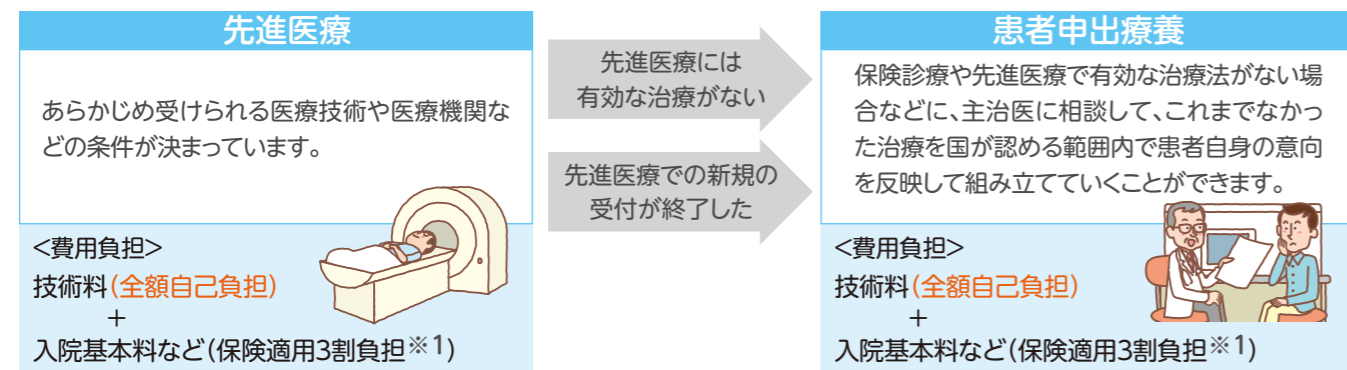 先進医療
あらかじめ受けられる医療技術や医療機関な
どの条件が決まっています。
<費用負担>
技術料(全額自己負担)
+
入院基本料など(保険適用3割負担※1)
先進医療には
有効な治療がない
先進医療での新規の
受付が終了した
患者申出療養
保険診療や先進医療で有効な治療法がない場
合などに、主治医に相談して、これまでなかっ
た治療を国が認める範囲内で患者自身の意向
を反映して組み立てていくことができます。
<費用負担>
技術料(全額自己負担)
+
入院基本料など(保険適用3割負担※1)